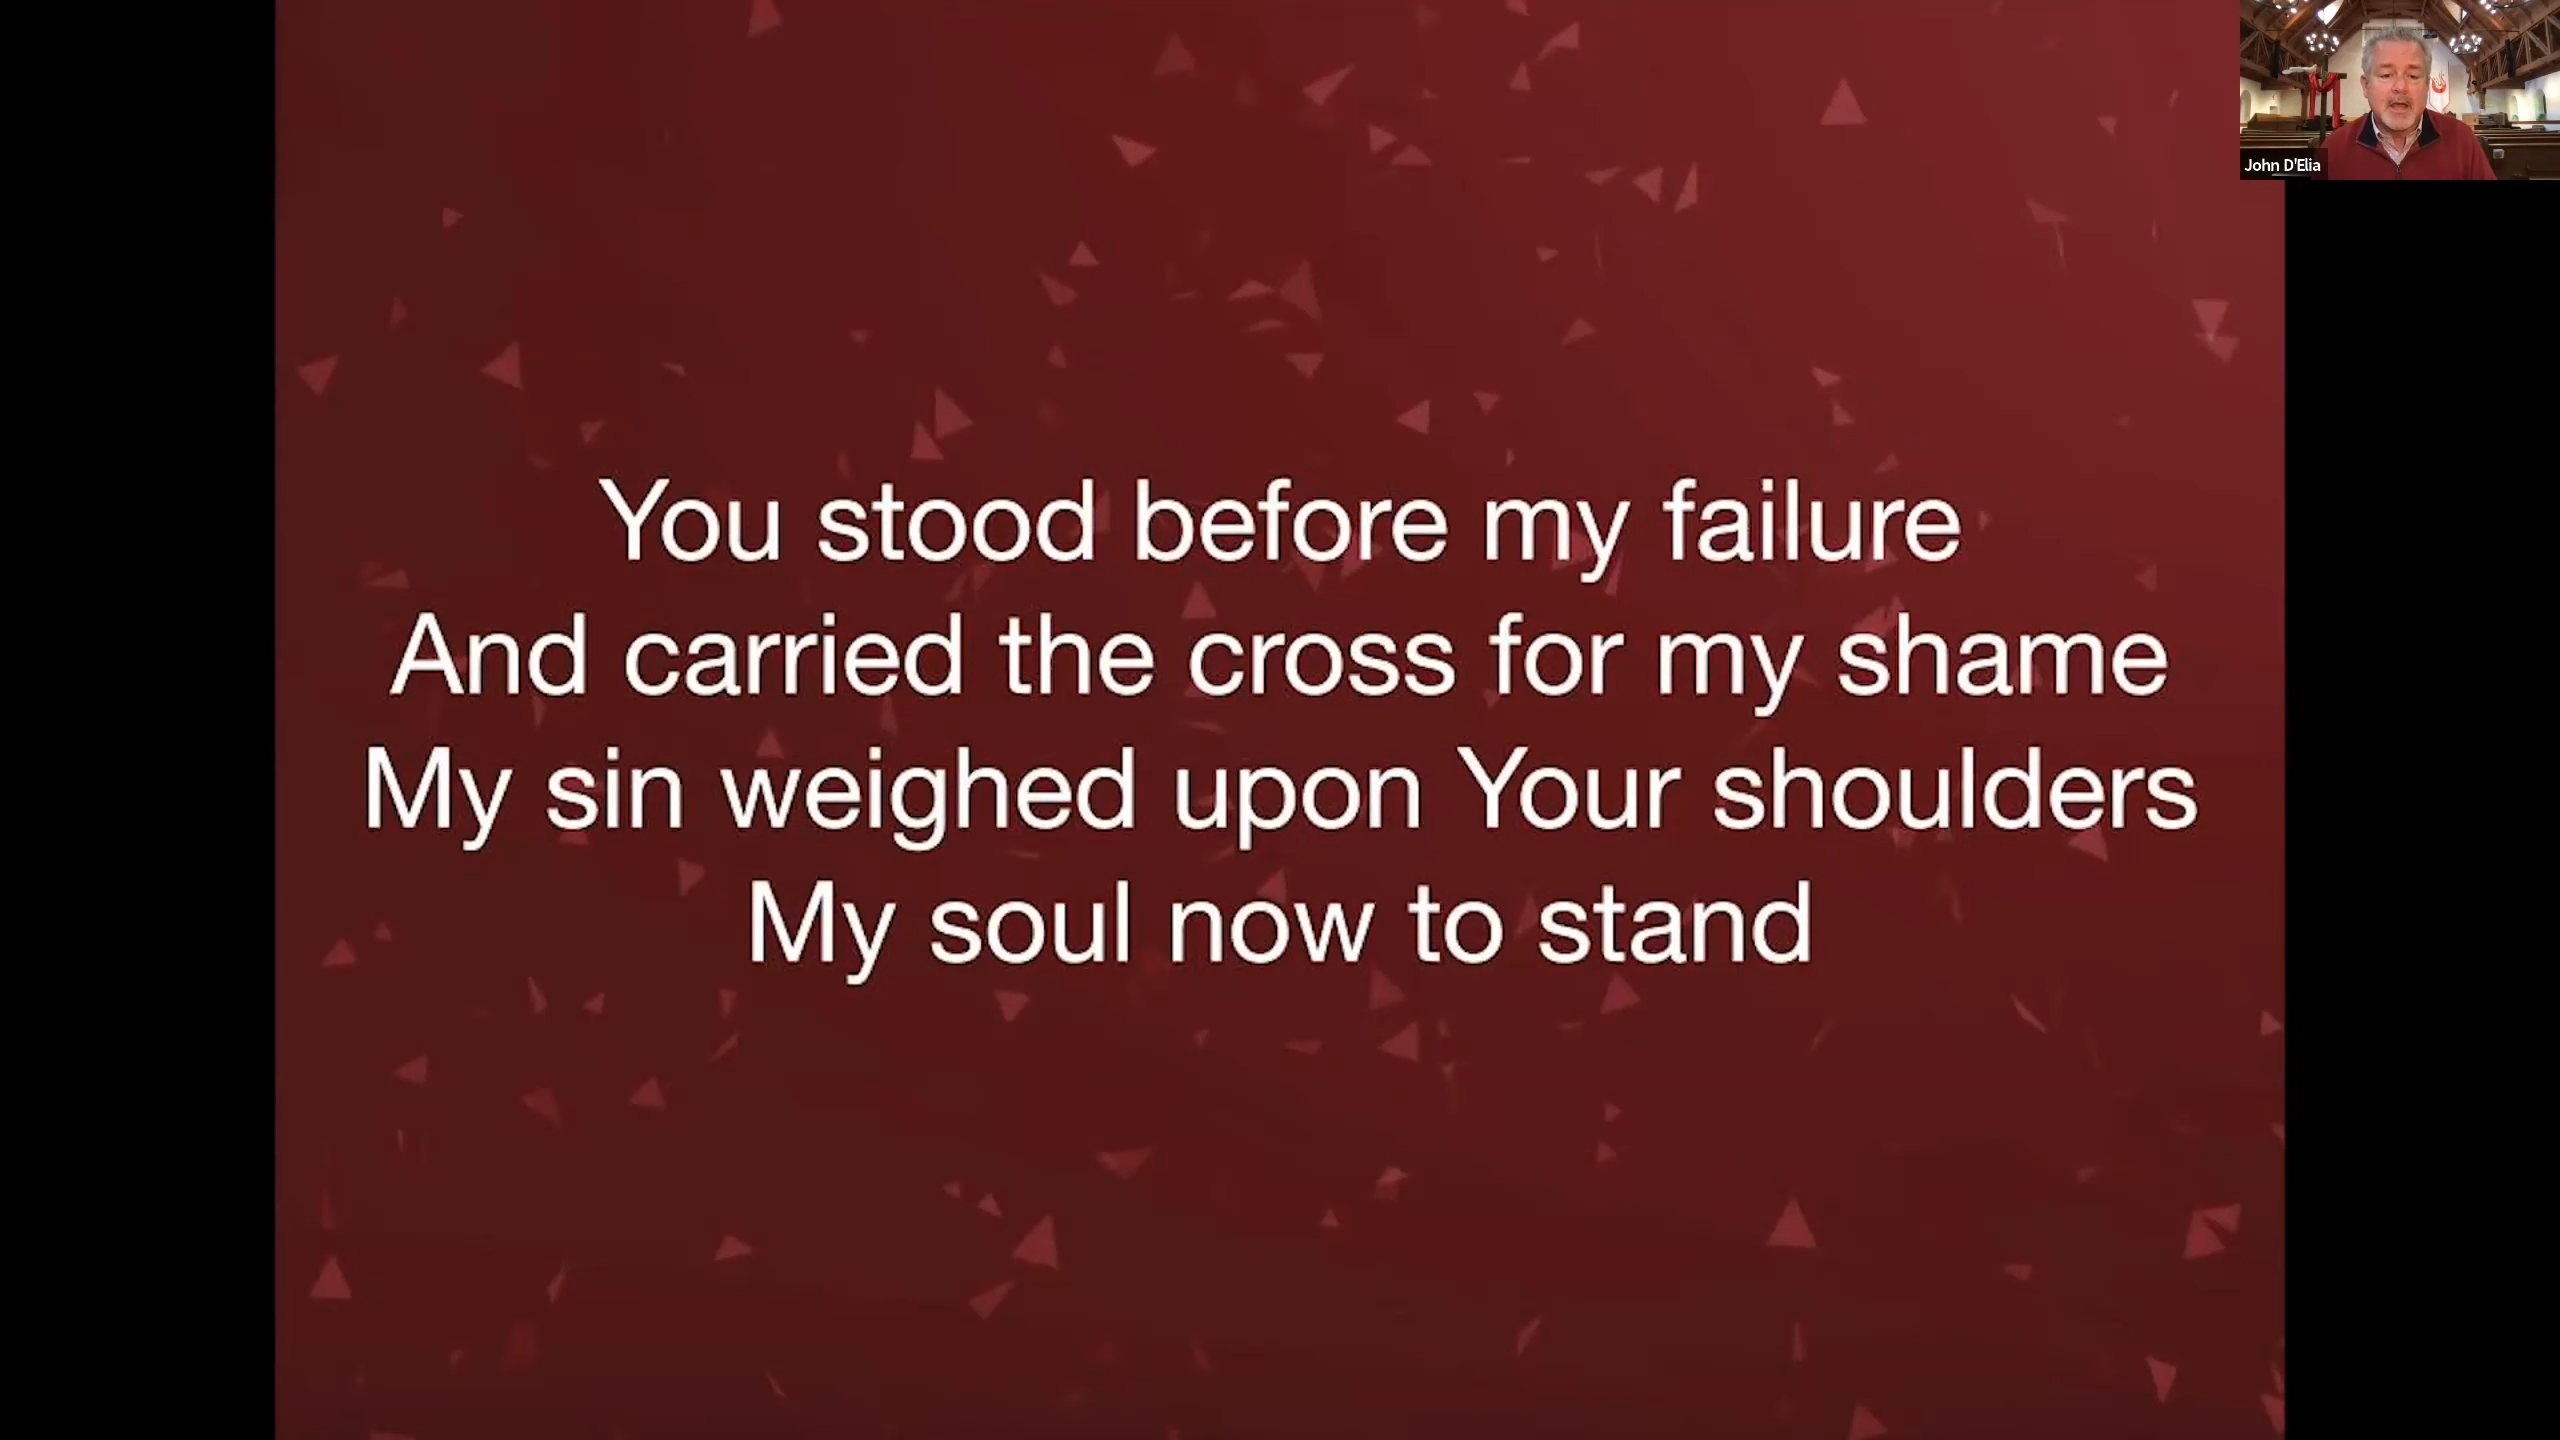 You stood before my failure
And carried the cross for my shame
My sin weighed upon Your shoulders
My soul now to stand
John D'Elia